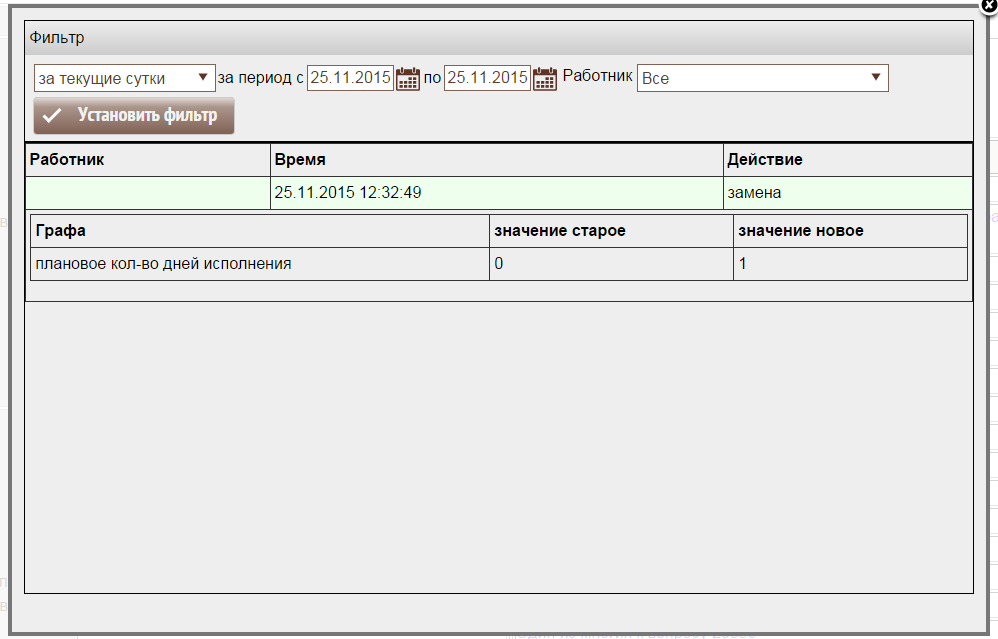 Фильтр
за текущие сутки за период с 25.11.2015 по 25.11.2015 Работник Все
Установить фильтр
Работник Время Действие
25.11.2015 12:32:49 замена
Графа значение старое значение новое
плановое кол-во дней исполнения 0 1